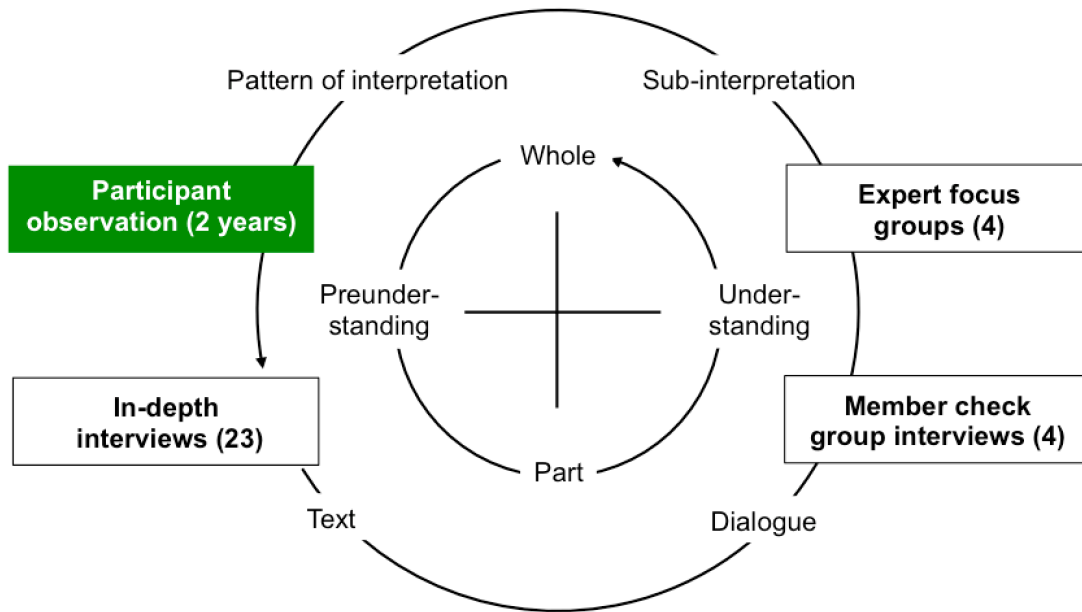 Pattern of interpretation
Sub-interpretation
Whole
Participant
observation (2 years)
Expert focus
groups (4)
Preunder-
standing
Under-
standing
In-depth
interviews (23)
Member check
group interviews (4)
Part
Text
Dialogue